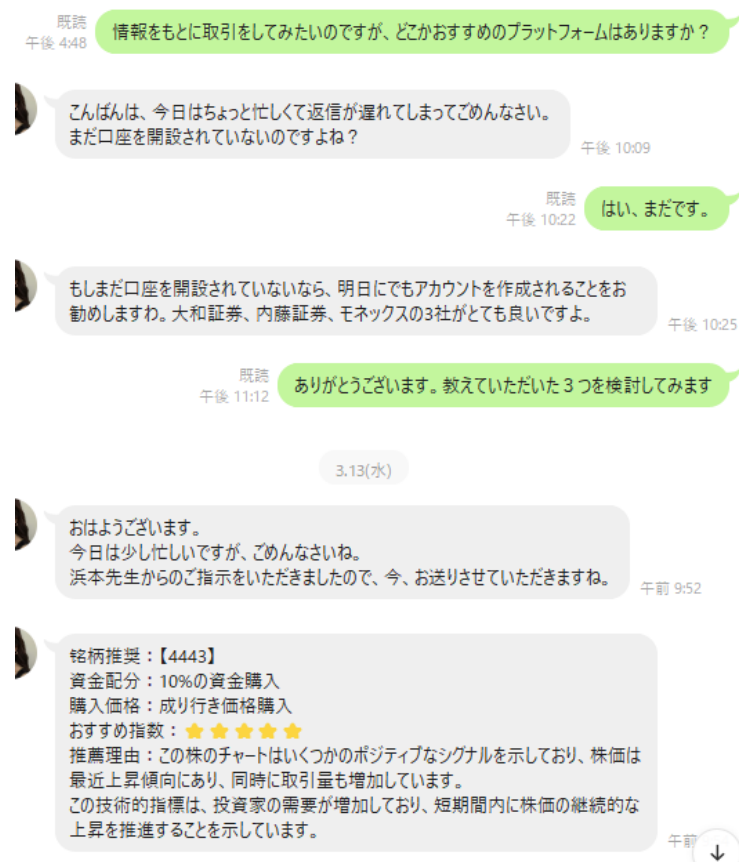 情報をもとに取引をしてみたいのですが、どこかおすすめのプラットフォームはありますか？
既読
午後 4:48
こんばんは、今日はちょっと忙しくて返信が遅れてしまってごめんなさい。
まだ口座を開設されていないのですよね？
午後 10:09
既読
午後 10:22
はい、まだです。
もしまだ口座を開設されていないなら、明日にでもアカウントを作成されることをお
勧めしますわ。大和証券、内藤証券、モネックスの3社がとても良いですよ。
午後 10:25
既読
午後 11:12
ありがとうございます。教えていただいた３つを検討してみます
3.13(水)
おはようございます。
今日は少し忙しいですが、ごめんなさいね。
浜本先生からのご指示をいただきましたので、今、お送りさせていただきますね。
午前 9:52
铭柄推奨：【4443】
資金配分：10%の資金購入
購入価格：成り行き価格購入
おすすめ指数：⭐⭐⭐⭐⭐
推薦理由：この株のチャートはいくつかのポジティブなシグナルを示しており、株価は
最近上昇傾向にあり、同時に取引量も増加しています。
この技術的指標は、投資家の需要が増加しており、短期間内に株価の継続的な
上昇を推進することを示しています。
午前